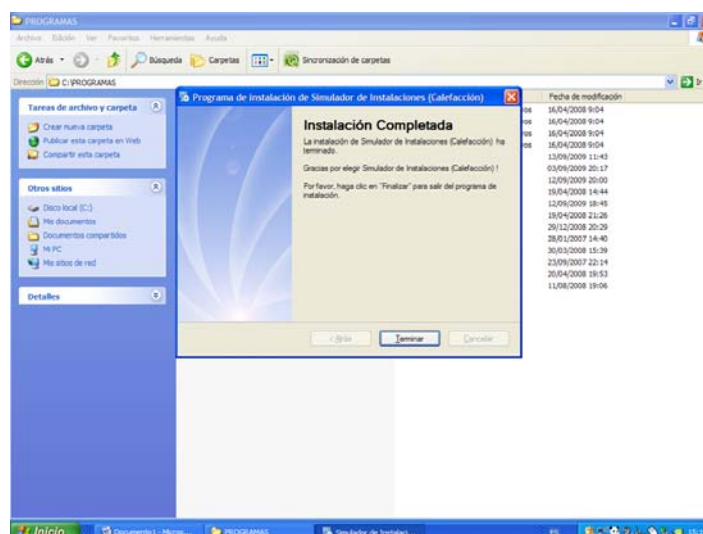 PROGRAMAS
Archivo Edición Ver Favoritos Herramientas Ayuda
Atrás Búsqueda Carpetas Sincronización de carpetas
Dirección C:\PROGRAMAS Ir
Tareas de archivo y carpeta
Crear nueva carpeta
Publicar esta carpeta en Web
Compartir esta carpeta
Otros sitios
Disco local (C:)
Mis documentos
Documentos compartidos
Mi PC
Mis sitios de red
Detalles
Programa de instalación de Simulador de Instalaciones (Calefacción)
Instalación Completada
La instalación de Simulador de Instalaciones (Calefacción) ha
terminado.
Gracias por elegir Simulador de Instalaciones (Calefacción) !
Por favor, haga clic en "Finalizar" para salir del programa de
instalación.
< Atrás Terminar Cancelar
Fecha de modificación
os 16/04/2008 9:04
16/04/2008 9:04
os 16/04/2008 9:04
os 16/04/2008 9:04
13/09/2009 11:43
03/09/2009 20:17
12/09/2009 20:00
19/04/2008 14:44
12/09/2009 18:45
19/04/2008 21:26
29/12/2008 20:29
28/01/2007 14:40
30/03/2008 15:39
23/09/2007 22:14
20/04/2008 19:53
11/08/2008 19:06
Inicio Documento1 - Micros... PROGRAMAS Simulador de Instalaci...